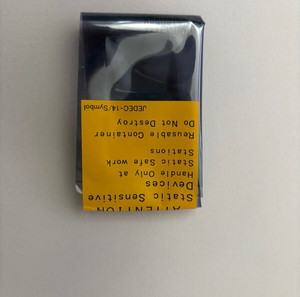 ATTENTION
Static Sensitive
Devices
Handle Only at
Static Safe work
Stations
Reusable Container
Do Not Destroy
JEDEC-14/Symbol